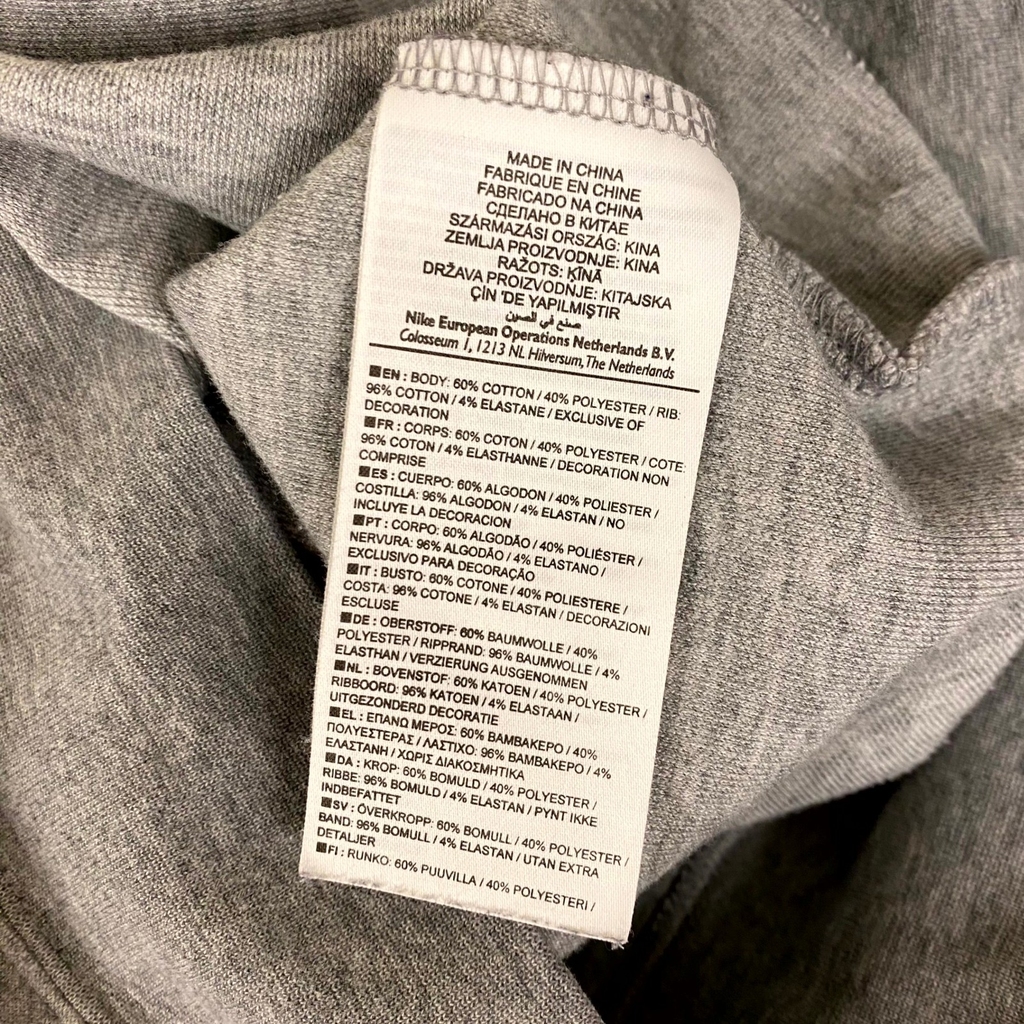 MADE IN CHINA
FABRIQUE EN CHINE
FABRICADO NA CHINA
СДЕЛАНО В КИТАЕ
SZÁRMAZÁSI ORSZÁG: KINA
ZEMLJA PROIZVODNJE: KINA
RAŽOTS: ĶĪNĀ
DRŽAVA PROIZVODNJE: KITAJSKA
ÇİN 'DE YAPILMIŞTIR
صنع في الصين
Nike European Operations Netherlands B.V.
Colosseum 1, 1213 NL Hilversum, The Netherlands
EN : BODY: 60% COTTON / 40% POLYESTER / RIB:
96% COTTON / 4% ELASTANE / EXCLUSIVE OF
DECORATION
FR : CORPS: 60% COTON / 40% POLYESTER / COTE:
96% COTON / 4% ELASTHANNE / DECORATION NON
COMPRISE
ES : CUERPO: 60% ALGODON / 40% POLIESTER /
COSTILLA: 96% ALGODON / 4% ELASTAN / NO
INCLUYE LA DECORACION
PT : CORPO: 60% ALGODÃO / 40% POLIÉSTER /
NERVURA: 96% ALGODÃO / 4% ELASTANO /
EXCLUSIVO PARA DECORAÇÃO
IT : BUSTO: 60% COTONE / 40% POLIESTERE /
COSTA: 96% COTONE / 4% ELASTAN / DECORAZIONI
ESCLUSE
DE : OBERSTOFF: 60% BAUMWOLLE / 40%
POLYESTER / RIPPRAND: 96% BAUMWOLLE / 4%
ELASTHAN / VERZIERUNG AUSGENOMMEN
NL : BOVENSTOF: 60% KATOEN / 40% POLYESTER /
RIBBOORD: 96% KATOEN / 4% ELASTAAN /
UITGEZONDERD DECORATIE
EL : ΕΠΑΝΩ ΜΕΡΟΣ: 60% ΒΑΜΒΑΚΕΡΟ / 40%
ΠΟΛΥΕΣΤΕΡΑΣ / ΛΑΣΤΙΧΟ: 96% ΒΑΜΒΑΚΕΡΟ / 4%
ΕΛΑΣΤΑΝΗ / ΧΩΡΙΣ ΔΙΑΚΟΣΜΗΤΙΚΑ
DA : KROP: 60% BOMULD / 40% POLYESTER /
RIBBE: 96% BOMULD / 4% ELASTAN / PYNT IKKE
INDBEFATTET
SV : ÖVERKROPP: 60% BOMULL / 40% POLYESTER /
BAND: 96% BOMULL / 4% ELASTAN / UTAN EXTRA
DETALJER
FI : RUNKO: 60% PUUVILLA / 40% POLYESTERI /